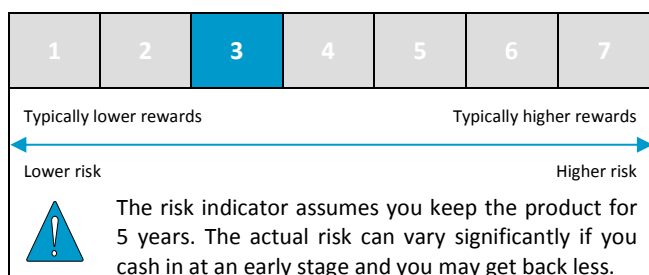 1 2 3 4 5 6 7
Typically lower rewards Typically higher rewards
Lower risk Higher risk
The risk indicator assumes you keep the product for
5 years. The actual risk can vary significantly if you
cash in at an early stage and you may get back less.